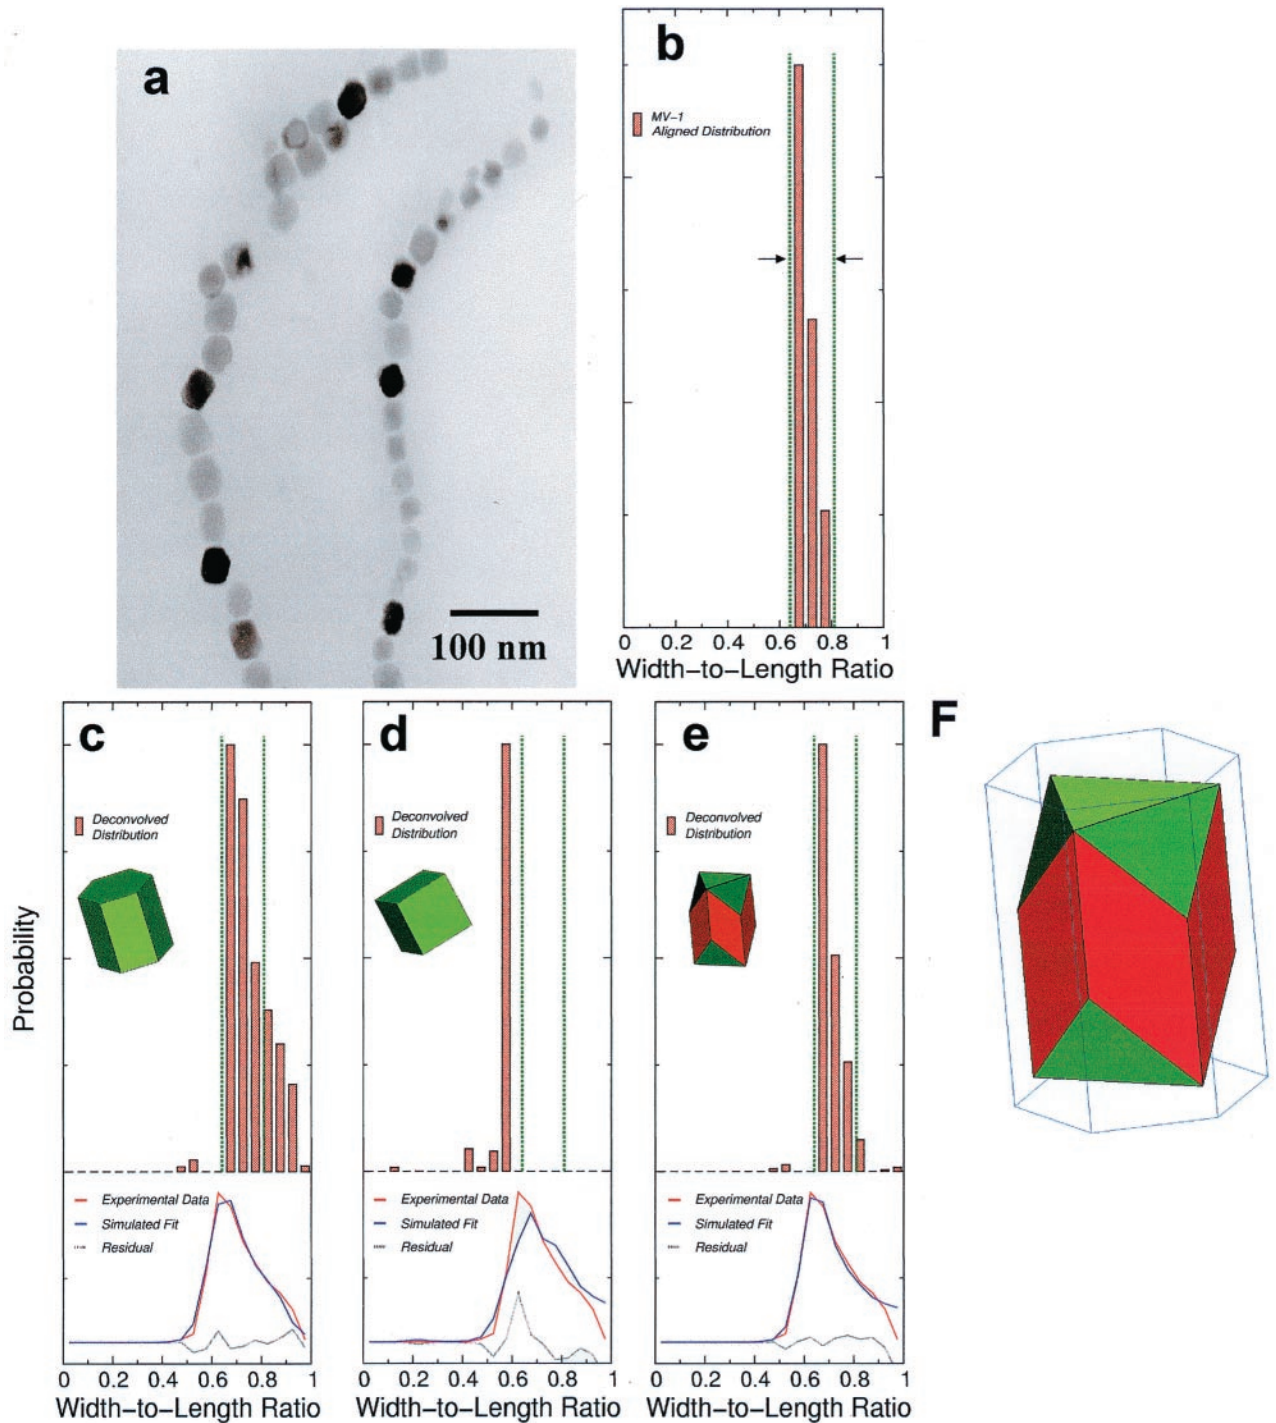 a
100 nm
b
MV-1
Aligned Distribution
0 0.2 0.4 0.6 0.8 1
Width-to-Length Ratio
Probability
c
Deconvolved
Distribution
Experimental Data
Simulated Fit
Residual
0 0.2 0.4 0.6 0.8 1
Width-to-Length Ratio
d
Deconvolved
Distribution
Experimental Data
Simulated Fit
Residual
0 0.2 0.4 0.6 0.8 1
Width-to-Length Ratio
e
Deconvolved
Distribution
Experimental Data
Simulated Fit
Residual
0 0.2 0.4 0.6 0.8 1
Width-to-Length Ratio
F